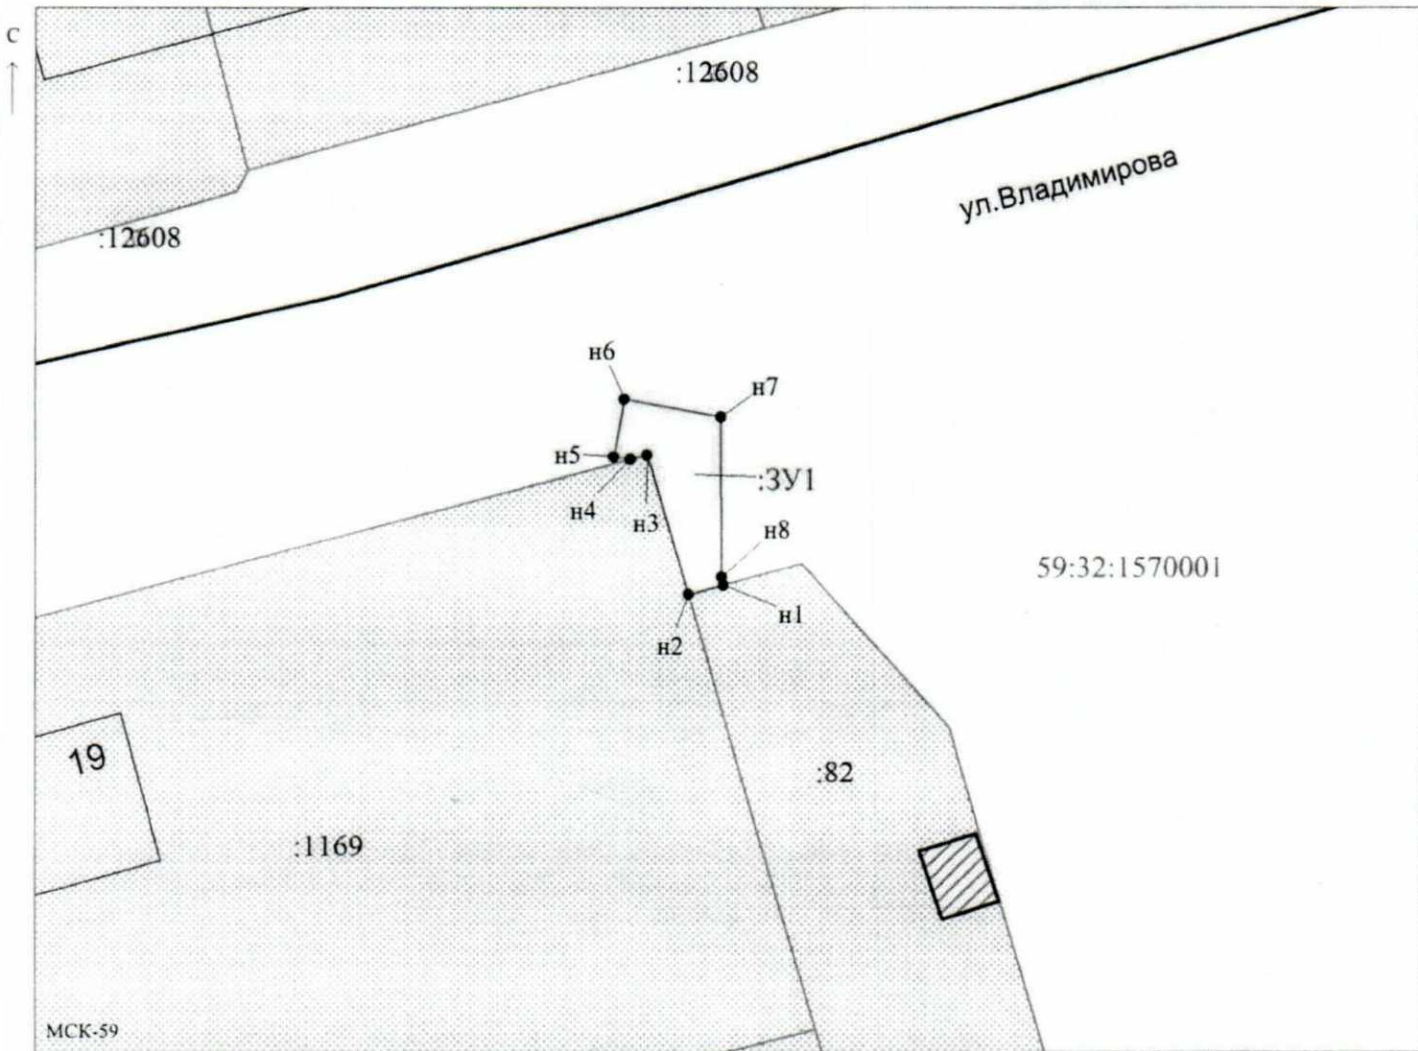 С
:12608
ул.Владимирова
:12608
н6
н7
н5
:ЗУ1
н4
н3
н8
59:32:1570001
н1
н2
19
:82
:1169
МСК-59